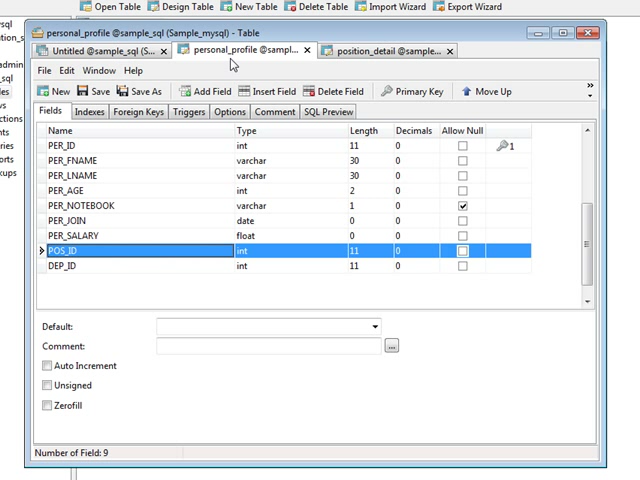 Open Table Design Table New Table Delete Table Import Wizard Export Wizard
personal_profile @sample_sql (Sample_mysql) - Table
Untitled @sample_sql (S... personal_profile @sampl... position_detail @sample...
File Edit Window Help
New Save Save As Add Field Insert Field Delete Field Primary Key Move Up
Fields Indexes Foreign Keys Triggers Options Comment SQL Preview
Name Type Length Decimals Allow Null
PER_ID int 11 0 1
PER_FNAME varchar 30 0
PER_LNAME varchar 30 0
PER_AGE int 2 0
PER_NOTEBOOK varchar 1 0
PER_JOIN date 0 0
PER_SALARY float 0 0
POS_ID int 11 0
DEP_ID int 11 0
Default:
Comment: ...
Auto Increment
Unsigned
Zerofill
Number of Field: 9